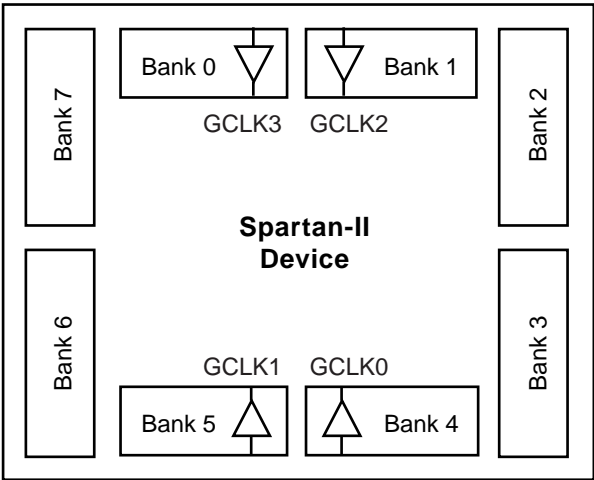 Bank 0
Bank 1
GCLK3
GCLK2
Bank 7
Bank 2
Spartan-II
Device
Bank 6
Bank 3
GCLK1
GCLK0
Bank 5
Bank 4